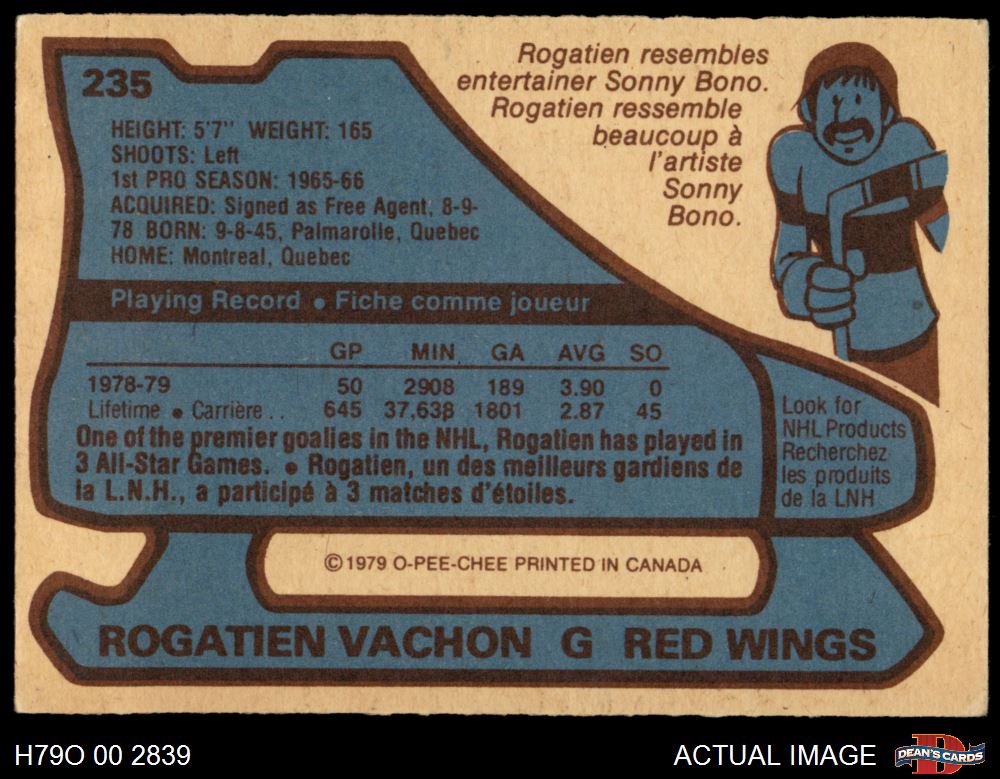 235
HEIGHT: 5'7" WEIGHT: 165
SHOOTS: Left
1st PRO SEASON: 1965-66
ACQUIRED: Signed as Free Agent, 8-9-
78 BORN: 9-8-45, Palmarolle, Quebec
HOME: Montreal, Quebec
Rogatien resembles
entertainer Sonny Bono.
Rogatien ressemble
beaucoup à
l'artiste
Sonny
Bono.
Playing Record • Fiche comme joueur
GP MIN. GA AVG SO
1978-79 50 2908 189 3.90 0
Lifetime • Carrière . . 645 37,638 1801 2.87 45
One of the premier goalies in the NHL, Rogatien has played in
3 All-Star Games. • Rogatien, un des meilleurs gardiens de
la L.N.H., a participé à 3 matches d'étoiles.
Look for
NHL Products
Recherchez
les produits
de la LNH
©1979 O-PEE-CHEE PRINTED IN CANADA
ROGATIEN VACHON G RED WINGS
H79O 00 2839
ACTUAL IMAGE
DEAN'S CARDS